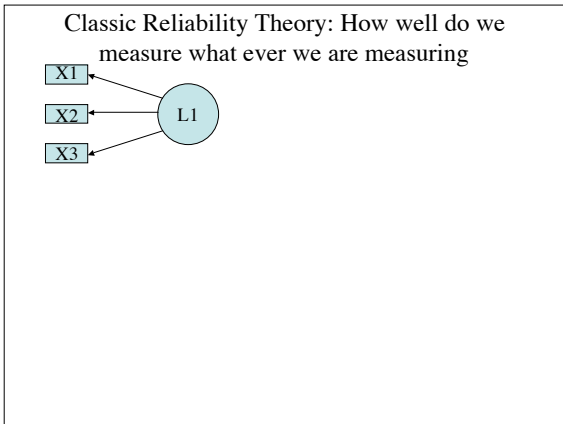 Classic Reliability Theory: How well do we
measure what ever we are measuring
X1
X2
L1
X3